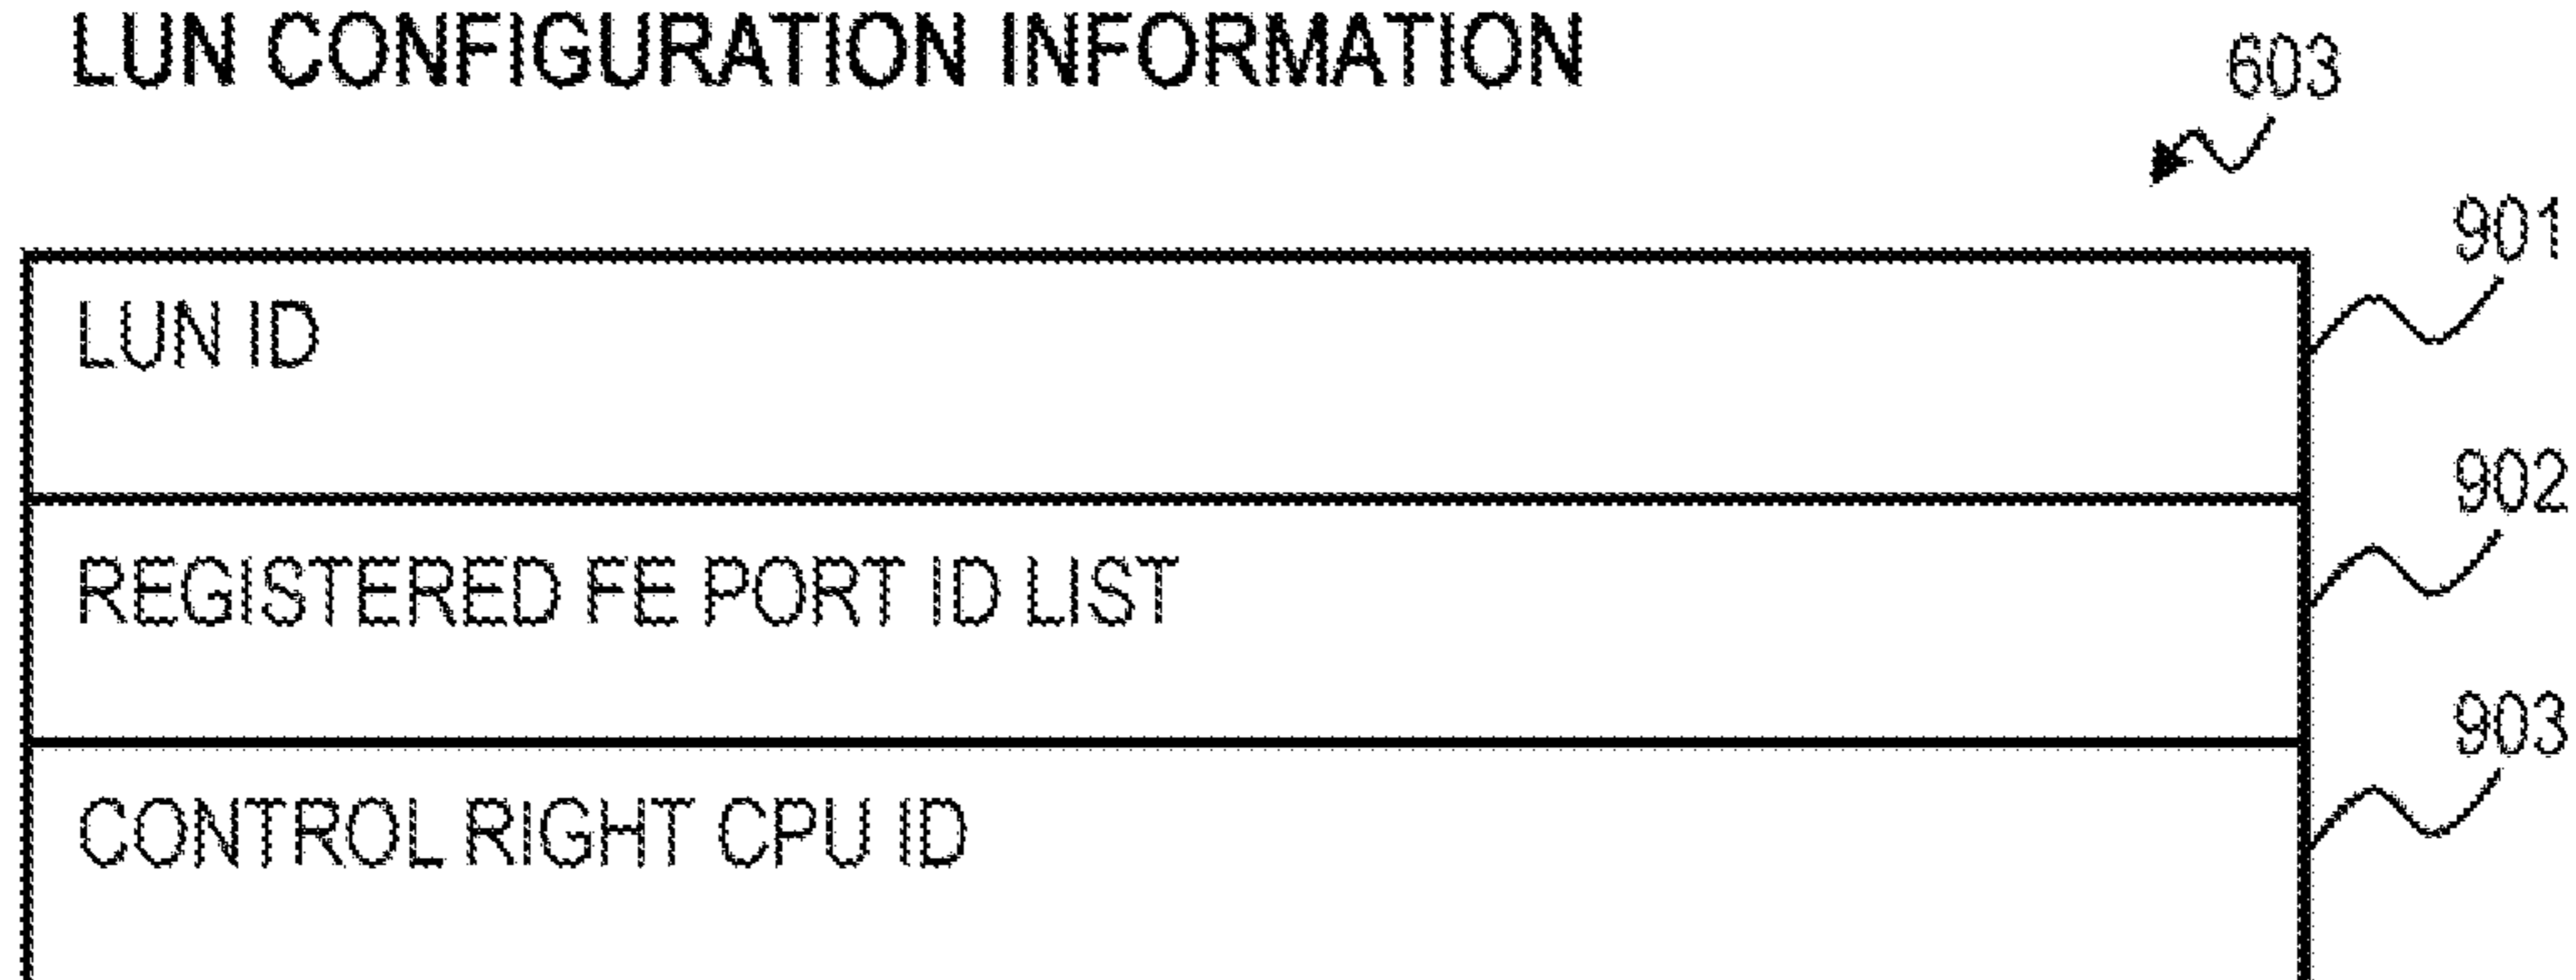 LUN CONFIGURATION INFORMATION
603
901
LUN ID
902
REGISTERED FE PORT ID LIST
903
CONTROL RIGHT CPU ID